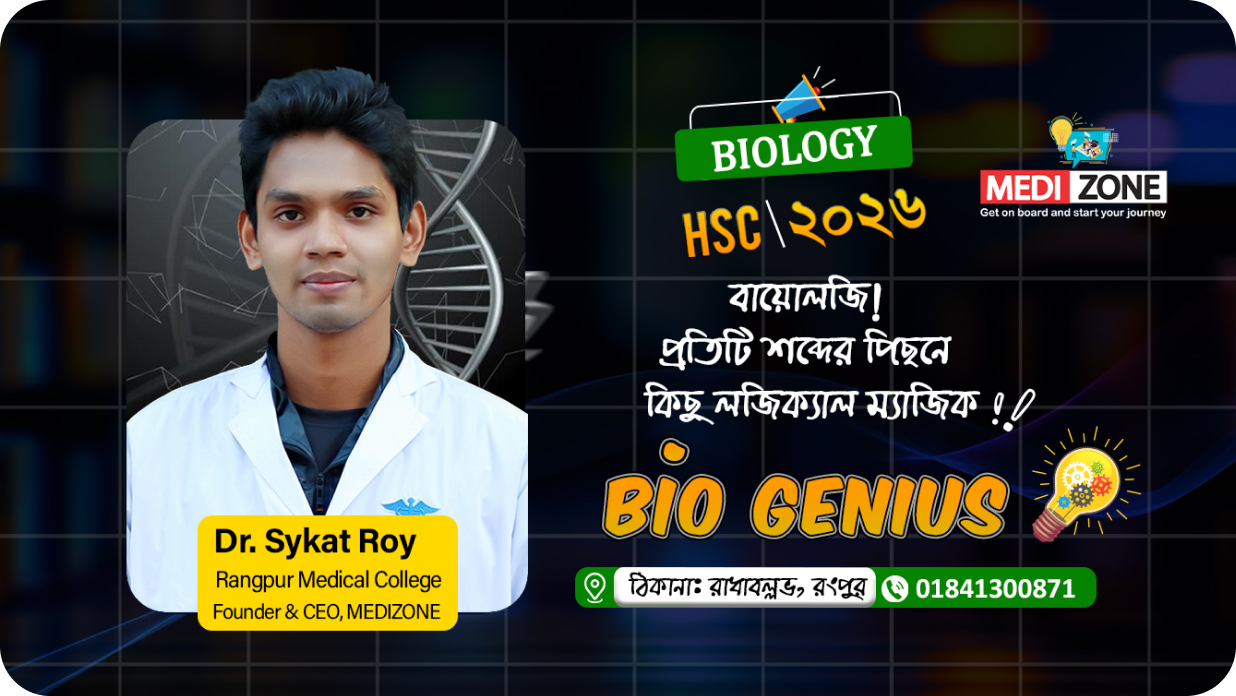 BIOLOGY
HSC\২০২৬
MEDI ZONE
Get on board and start your journey
বায়োলজি!
প্রতিটি শব্দের পিছনে
কিছু লজিক্যাল ম্যাজিক !!
BIO GENIUS
Dr. Sykat Roy
Rangpur Medical College
Founder & CEO, MEDIZONE
ঠিকানা: রাধাবল্লভ, রংপুর 01841300871